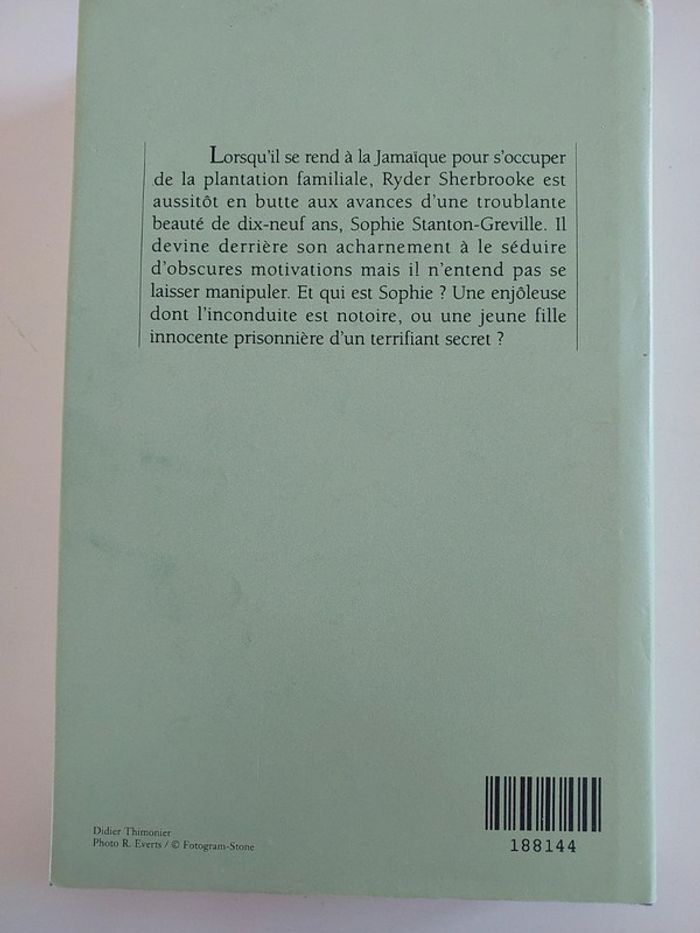 Lorsqu'il se rend à la Jamaïque pour s'occuper
de la plantation familiale, Ryder Sherbrooke est
aussitôt en butte aux avances d'une troublante
beauté de dix-neuf ans, Sophie Stanton-Greville. Il
devine derrière son acharnement à le séduire
d'obscures motivations mais il n'entend pas se
laisser manipuler. Et qui est Sophie ? Une enjôleuse
dont l'inconduite est notoire, ou une jeune fille
innocente prisonnière d'un terrifiant secret ?
Didier Thimonier
Photo R. Everts / © Fotogram-Stone
188144